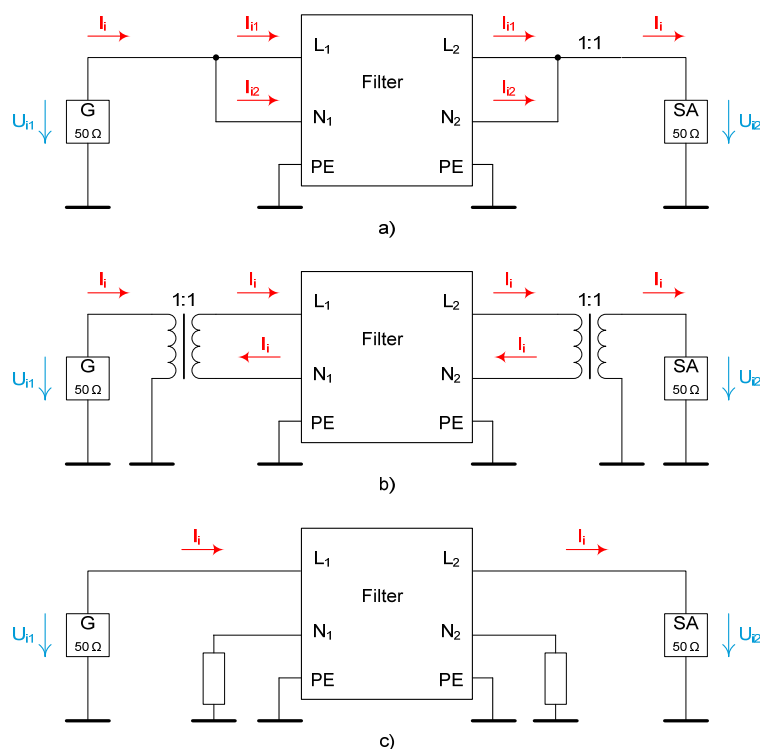 Ii Ii1 Ii1 1:1 Ii
L1 L2
Ui1 G 50 Ω Ii2 Filter Ii2 SA 50 Ω Ui2
N1 N2
PE PE
a)
Ii 1:1 Ii Ii 1:1 Ii
L1 L2
Ui1 G 50 Ω Ii Filter Ii SA 50 Ω Ui2
N1 N2
PE PE
b)
Ii Ii
L1 L2
Filter
Ui1 G 50 Ω N1 N2 SA 50 Ω Ui2
PE PE
c)